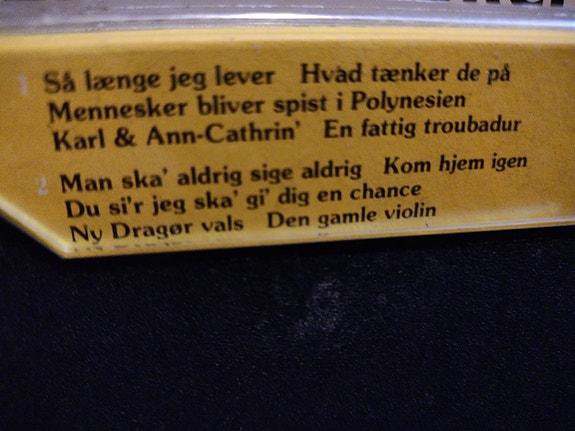 1 Så længe jeg lever Hvad tænker de på
Mennesker bliver spist i Polynesien
Karl & Ann-Cathrin' En fattig troubadur
2 Man ska' aldrig sige aldrig Kom hjem igen
Du si'r jeg ska' gi' dig en chance
Ny Dragør vals Den gamle violin